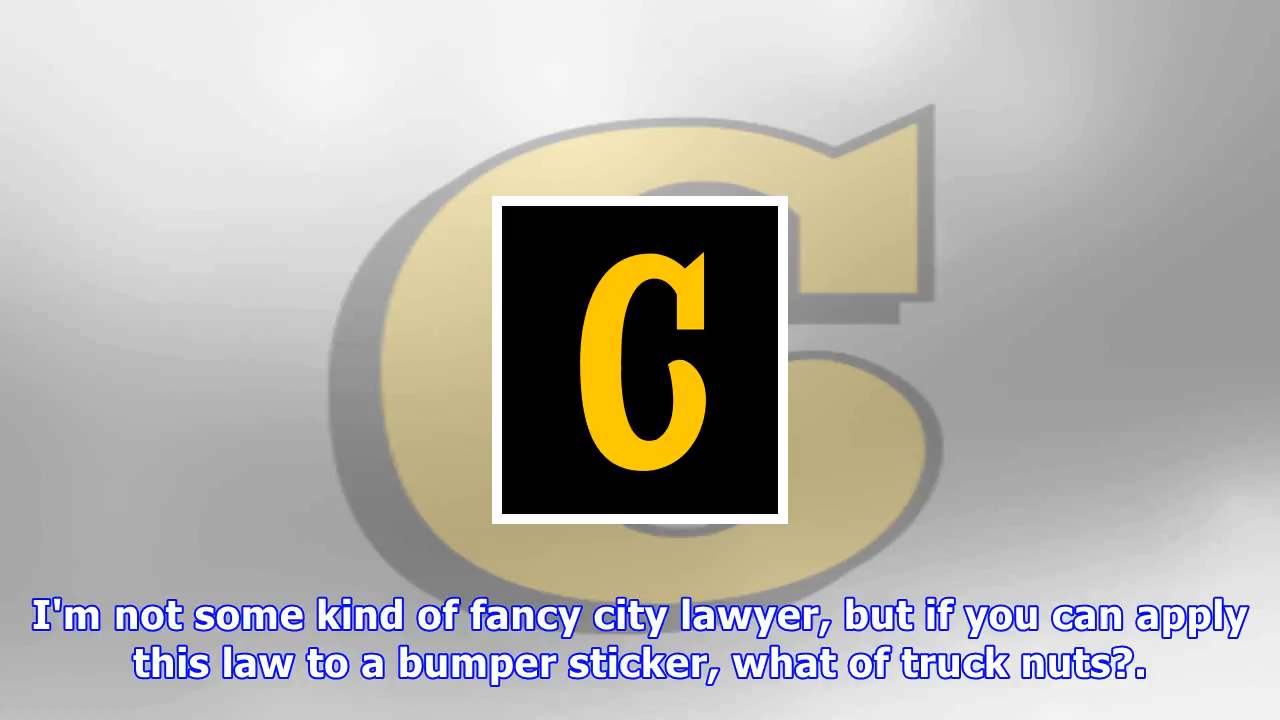 C
I'm not some kind of fancy city lawyer, but if you can apply
this law to a bumper sticker, what of truck nuts?.